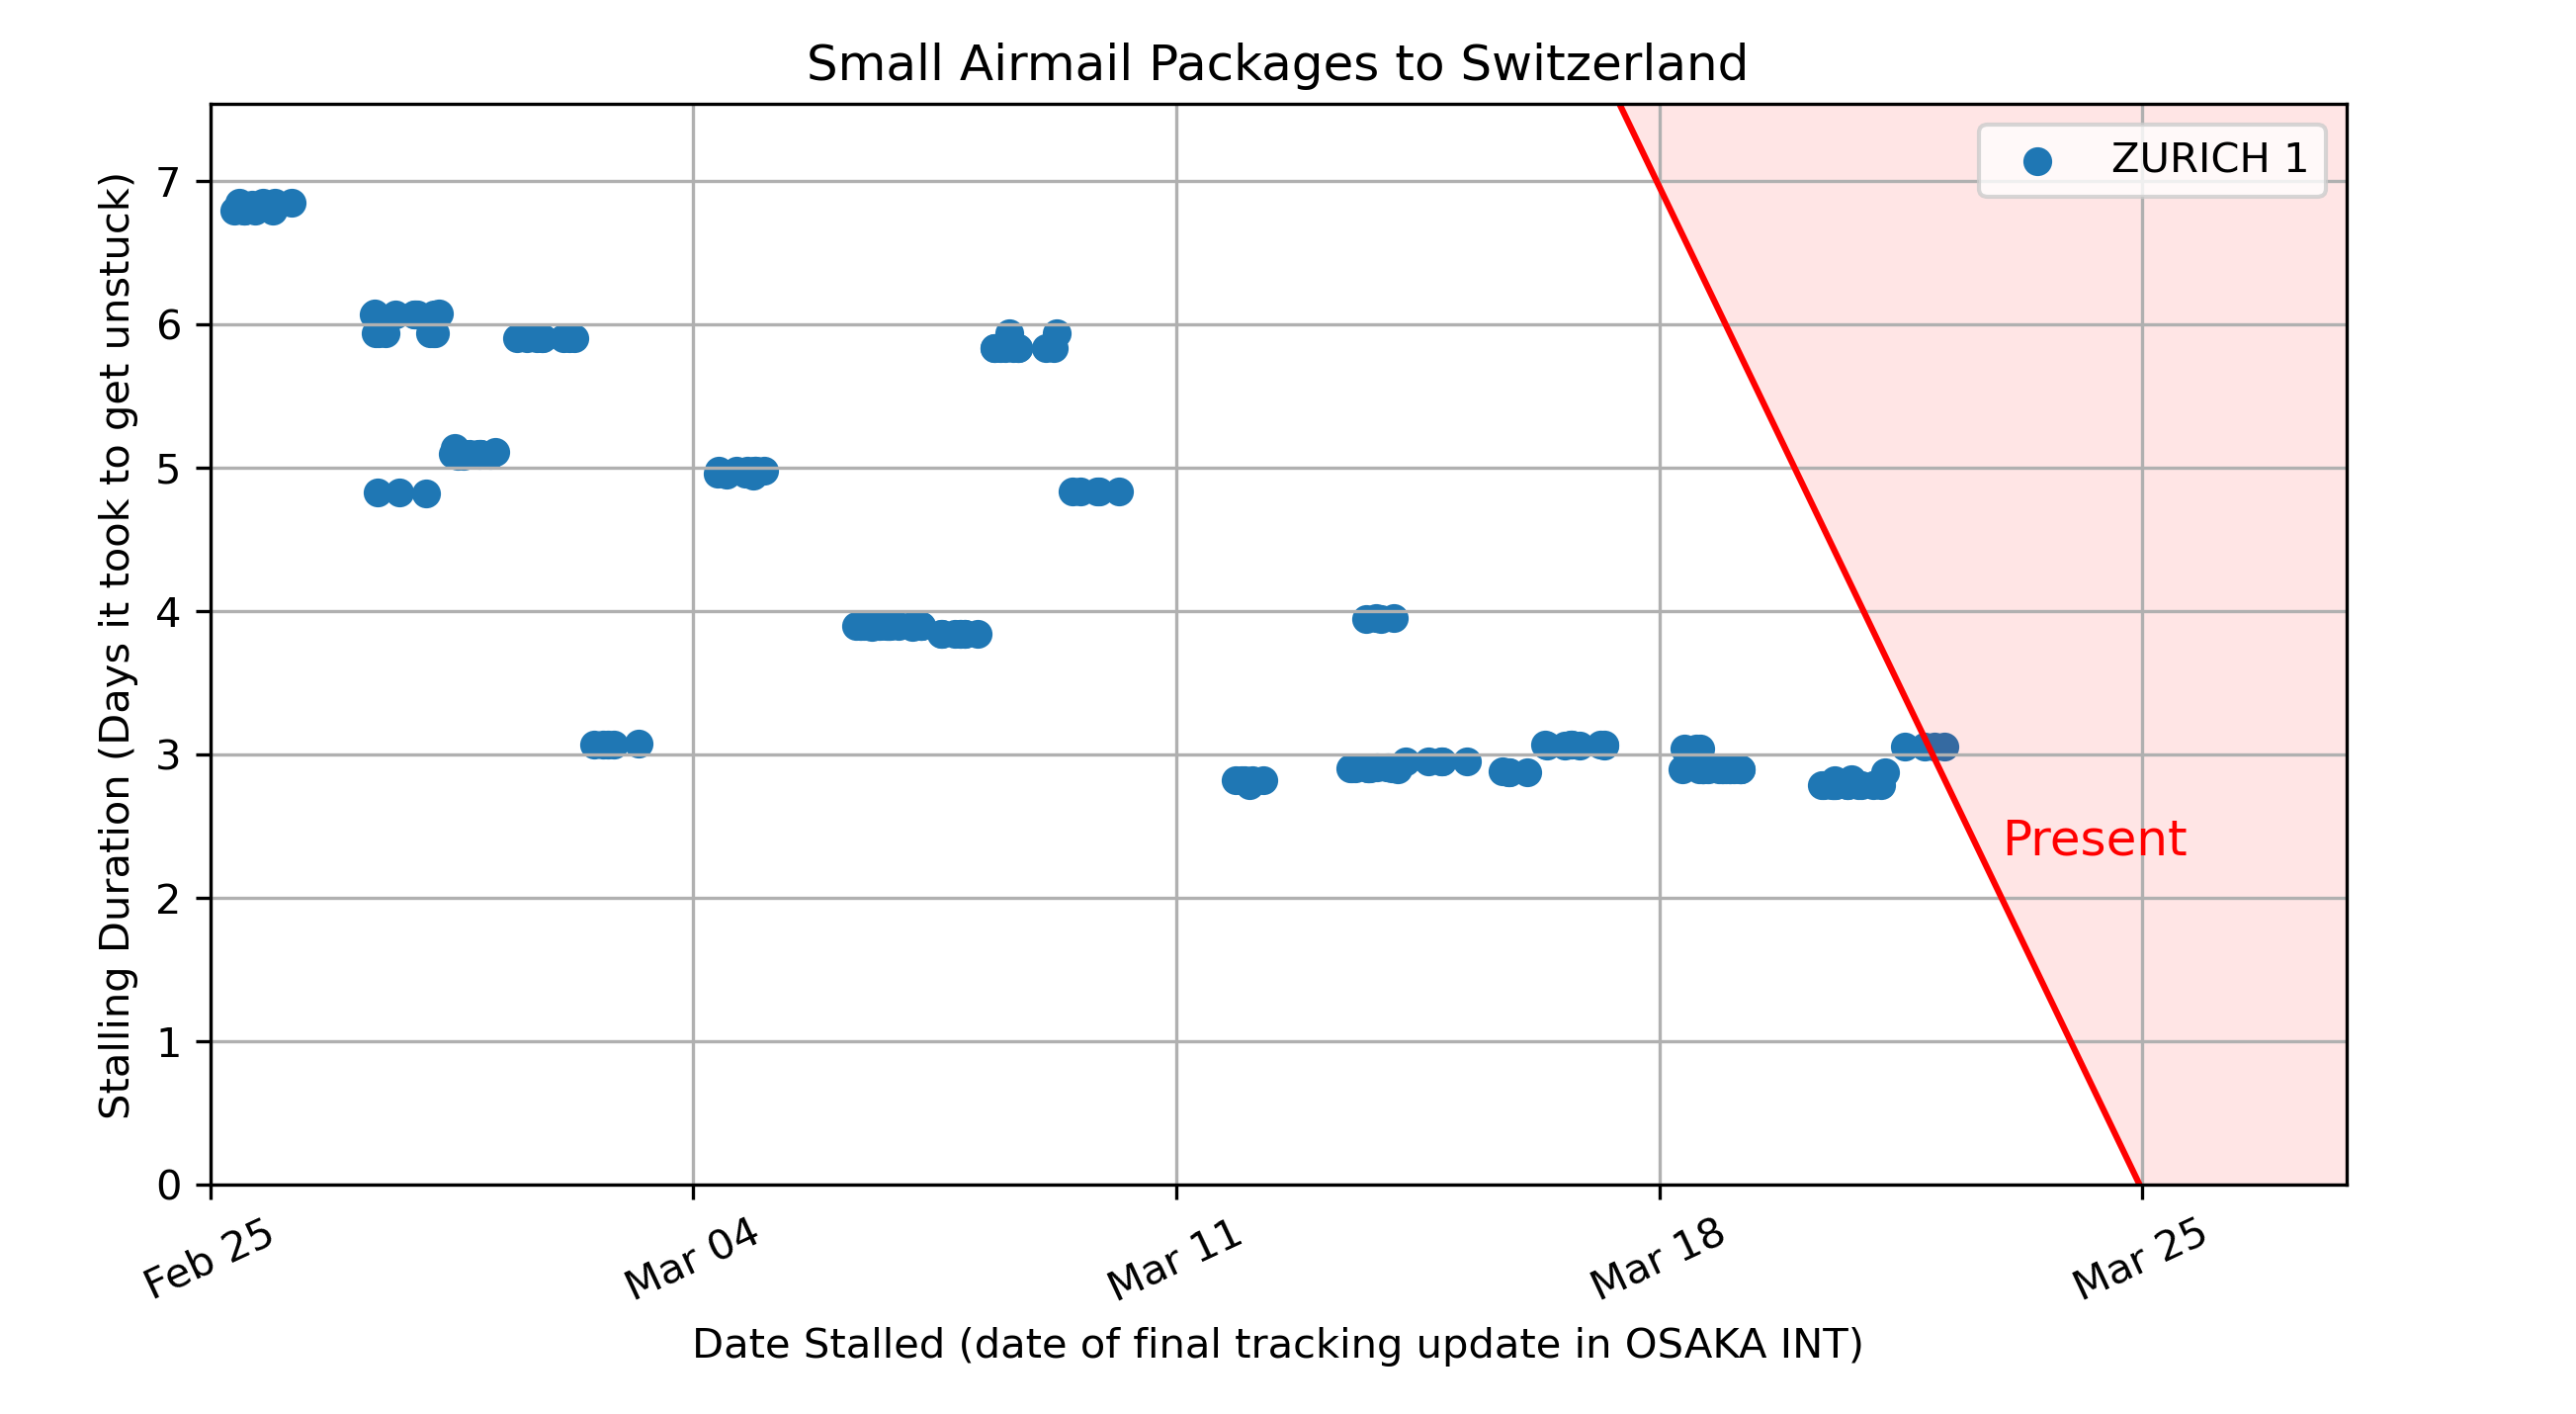 Small Airmail Packages to Switzerland
ZURICH 1
Stalling Duration (Days it took to get unstuck)
7
6
5
4
3
2
1
0
Present
Feb 25
Mar 04
Mar 11
Mar 18
Mar 25
Date Stalled (date of final tracking update in OSAKA INT)